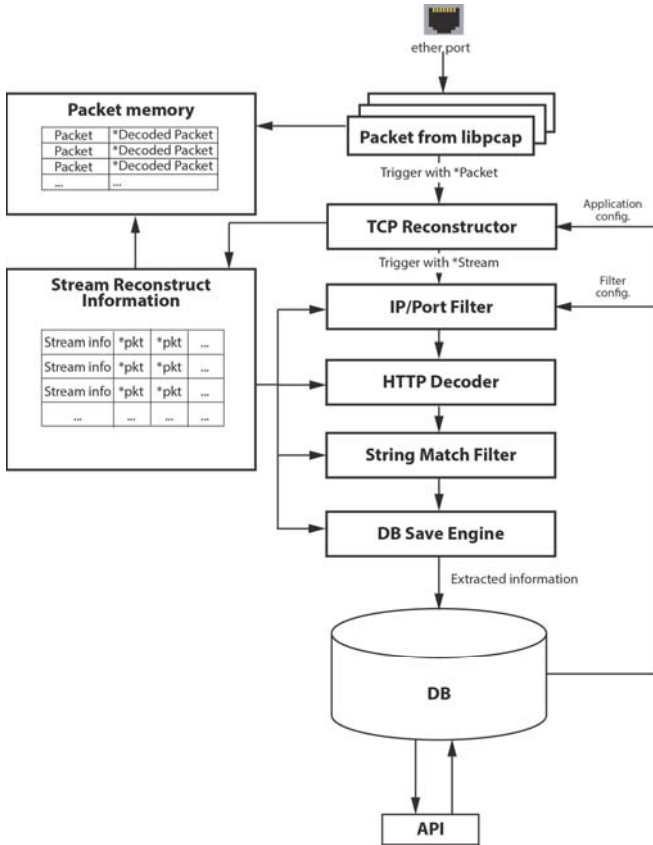 ether port
Packet from libpcap
Trigger with *Packet
Packet memory
Packet *Decoded Packet
Packet *Decoded Packet
Packet *Decoded Packet
... ...
TCP Reconstructor
Application
config.
Trigger with *Stream
Filter
config.
Stream Reconstruct
Information
Stream info *pkt *pkt ...
Stream info *pkt *pkt ...
Stream info *pkt *pkt ...
... ... ... ...
IP/Port Filter
HTTP Decoder
String Match Filter
DB Save Engine
Extracted information
DB
API